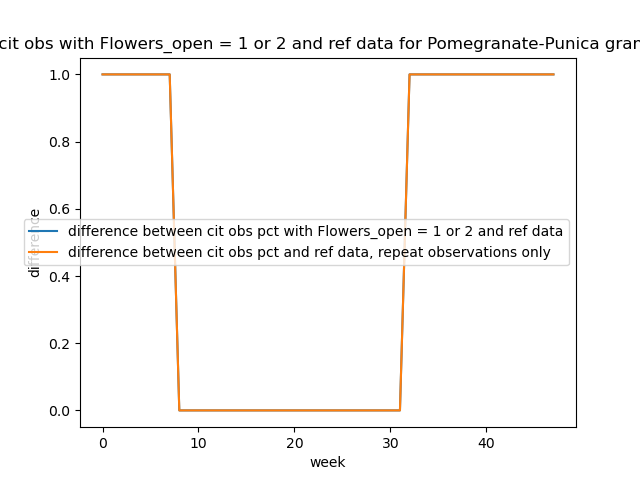 cit obs with Flowers_open = 1 or 2 and ref data for Pomegranate-Punica gran
1.0
0.8
0.6
0.4
0.2
0.0
difference
difference between cit obs pct with Flowers_open = 1 or 2 and ref data
difference between cit obs pct and ref data, repeat observations only
0 10 20 30 40
week